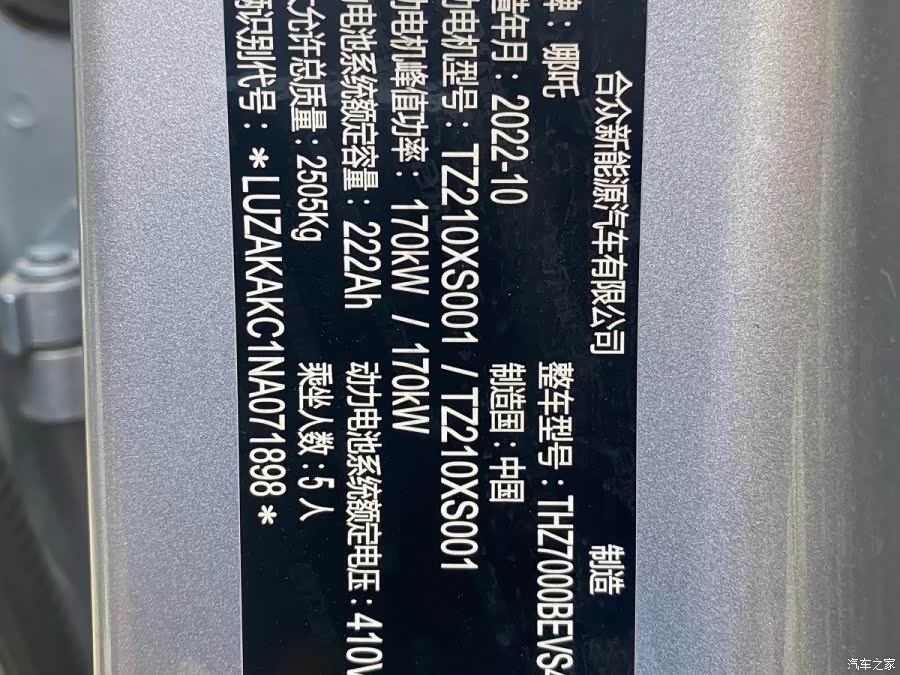 合众新能源汽车有限公司 制造
牌：哪吒 整车型号：THZ7000BEVS
造年月：2022-10 制造国：中国
动电机型号：TZ210XS001 / TZ210XS001
动电机峰值功率：170kW / 170kW
电池系统额定容量：222Ah 动力电池系统额定电压：410V
允许总质量：2505Kg 乘坐人数：5人
识别代号：*LUZAKAKC1NA071898*
汽车之家